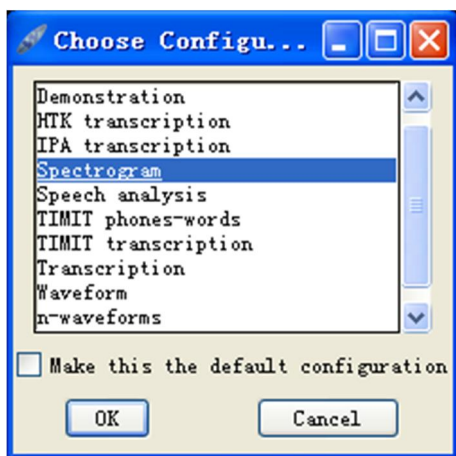 Choose Configu...
Demonstration
HTK transcription
IPA transcription
Spectrogram
Speech analysis
TIMIT phones-words
TIMIT transcription
Transcription
Waveform
n-waveforms
Make this the default configuration
OK Cancel